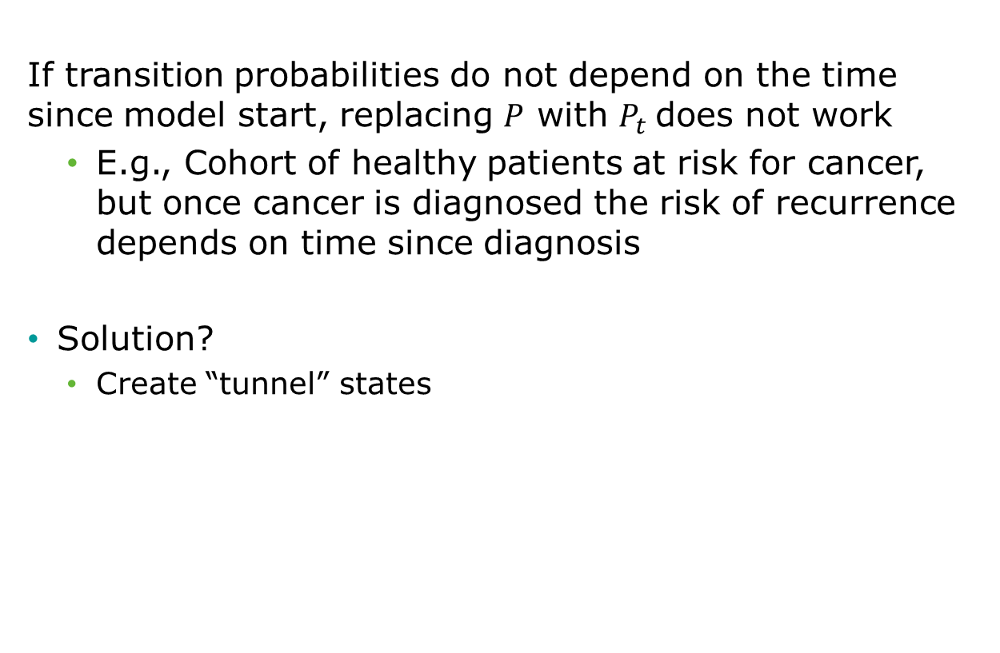 If transition probabilities do not depend on the time
since model start, replacing P with Pt does not work
• E.g., Cohort of healthy patients at risk for cancer,
but once cancer is diagnosed the risk of recurrence
depends on time since diagnosis
• Solution?
• Create “tunnel” states